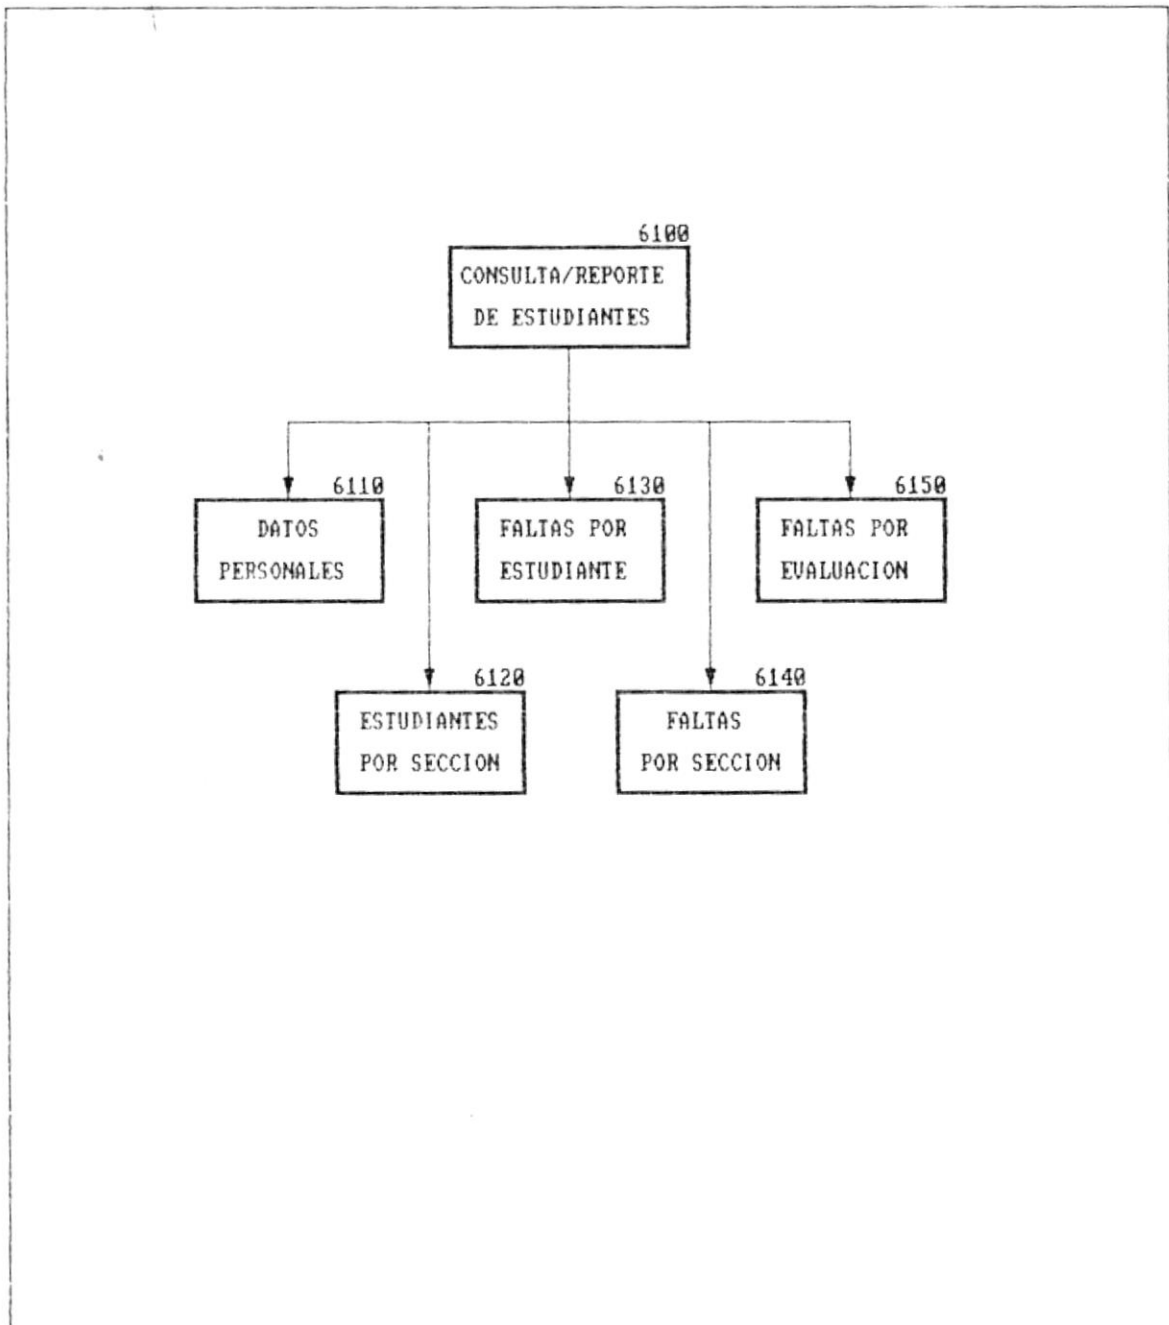 6100
CONSULTA/REPORTE
DE ESTUDIANTES
6110
DATOS
PERSONALES
6130
FALTAS POR
ESTUDIANTE
6150
FALTAS POR
EVALUACION
6120
ESTUDIANTES
POR SECCION
6140
FALTAS
POR SECCION